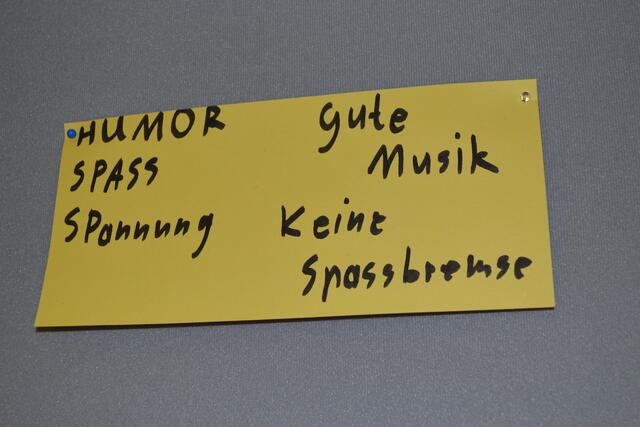 HUMOR
SPASS
SPannung
gute
Musik
Keine
Spassbremse